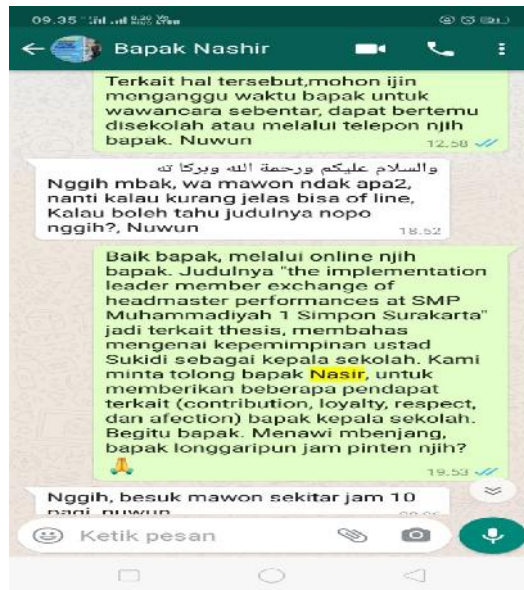 09.35
Bapak Nashir
Terkait hal tersebut,mohon ijin
menganggu waktu bapak untuk
wawancara sebentar, dapat bertemu
disekolah atau melalui telepon njih
bapak. Nuwun
12.58
والسلام عليكم ورحمة الله وبركا ته
Nggih mbak, wa mawon ndak apa2,
nanti kalau kurang jelas bisa of line,
Kalau boleh tahu judulnya nopo
nggih?, Nuwun
18.52
Baik bapak, melalui online njih
bapak. Judulnya "the implementation
leader member exchange of
headmaster performances at SMP
Muhammadiyah 1 Simpon Surakarta"
jadi terkait thesis, membahas
mengenai kepemimpinan ustad
Sukidi sebagai kepala sekolah. Kami
minta tolong bapak Nasir, untuk
memberikan beberapa pendapat
terkait (contribution, loyalty, respect,
dan afection) bapak kepala sekolah.
Begitu bapak. Menawi mbenjang,
bapak longgaripun jam pinten njih?
19.53
Nggih, besuk mawon sekitar jam 10
pagi, nuwun
Ketik pesan